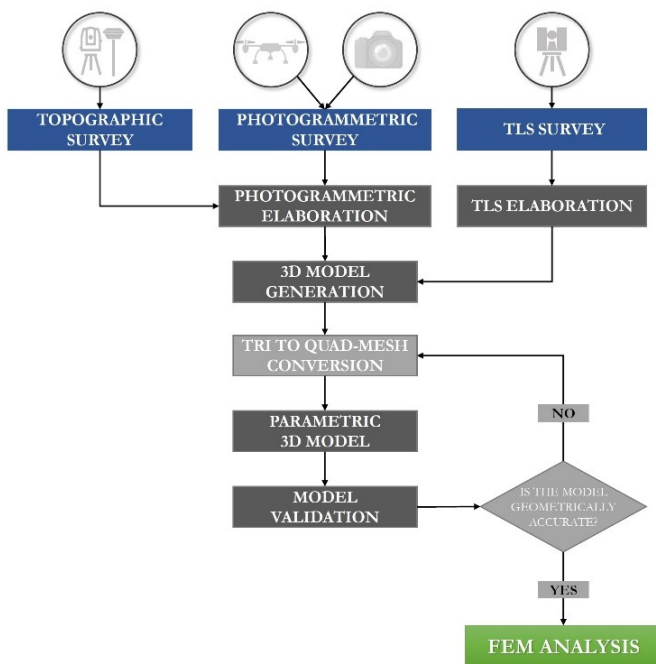 TOPOGRAPHIC
SURVEY
PHOTOGRAMMETRIC
SURVEY
TLS SURVEY
PHOTOGRAMMETRIC
ELABORATION
TLS ELABORATION
3D MODEL
GENERATION
TRI TO QUAD-MESH
CONVERSION
NO
PARAMETRIC
3D MODEL
MODEL
VALIDATION
IS THE MODEL
GEOMETRICALLY
ACCURATE?
YES
FEM ANALYSIS